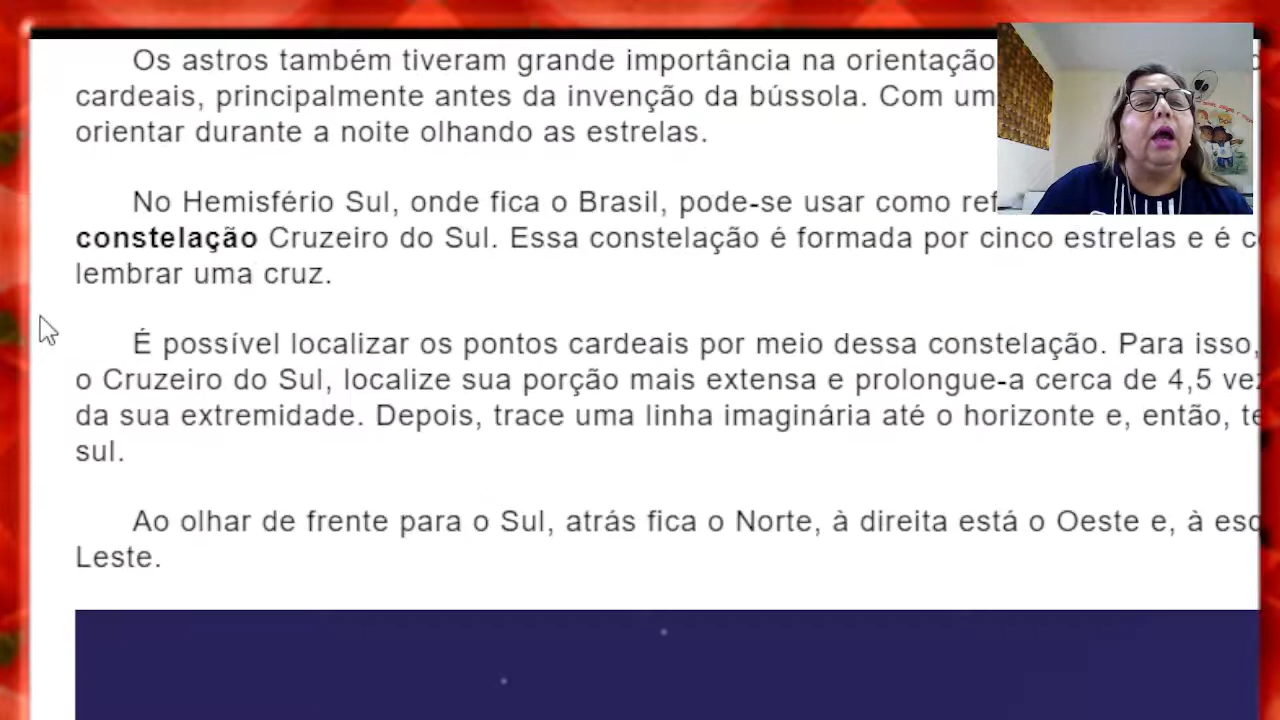 Os astros também tiveram grande importância na orientação
cardeais, principalmente antes da invenção da bússola. Com um
orientar durante a noite olhando as estrelas.
No Hemisfério Sul, onde fica o Brasil, pode-se usar como
constelação Cruzeiro do Sul. Essa constelação é formada por cinco estrelas e é
lembrar uma cruz.
É possível localizar os pontos cardeais por meio dessa constelação. Para isso,
o Cruzeiro do Sul, localize sua porção mais extensa e prolongue-a cerca de 4,5
da sua extremidade. Depois, trace uma linha imaginária até o horizonte e, então,
sul.
Ao olhar de frente para o Sul, atrás fica o Norte, à direita está o Oeste e, à
Leste.